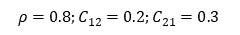 ρ = 0.8; C₁₂ = 0.2; C₂₁ = 0.3